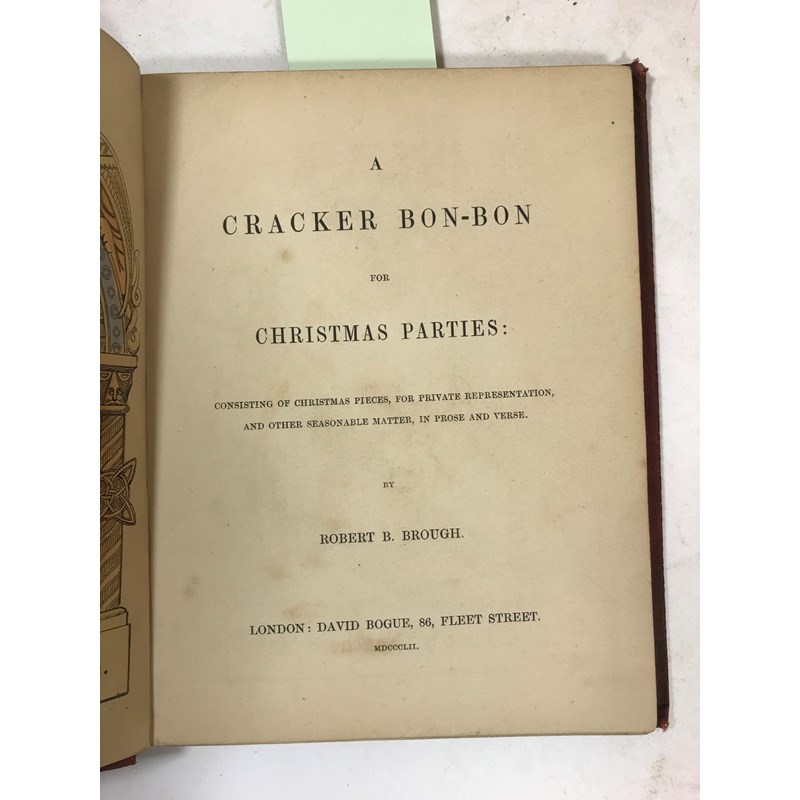 A
CRACKER BON-BON
FOR
CHRISTMAS PARTIES:
CONSISTING OF CHRISTMAS PIECES, FOR PRIVATE REPRESENTATION,
AND OTHER SEASONABLE MATTER, IN PROSE AND VERSE.
BY
ROBERT B. BROUGH.
LONDON: DAVID BOGUE, 86, FLEET STREET.
MDCCCLII.